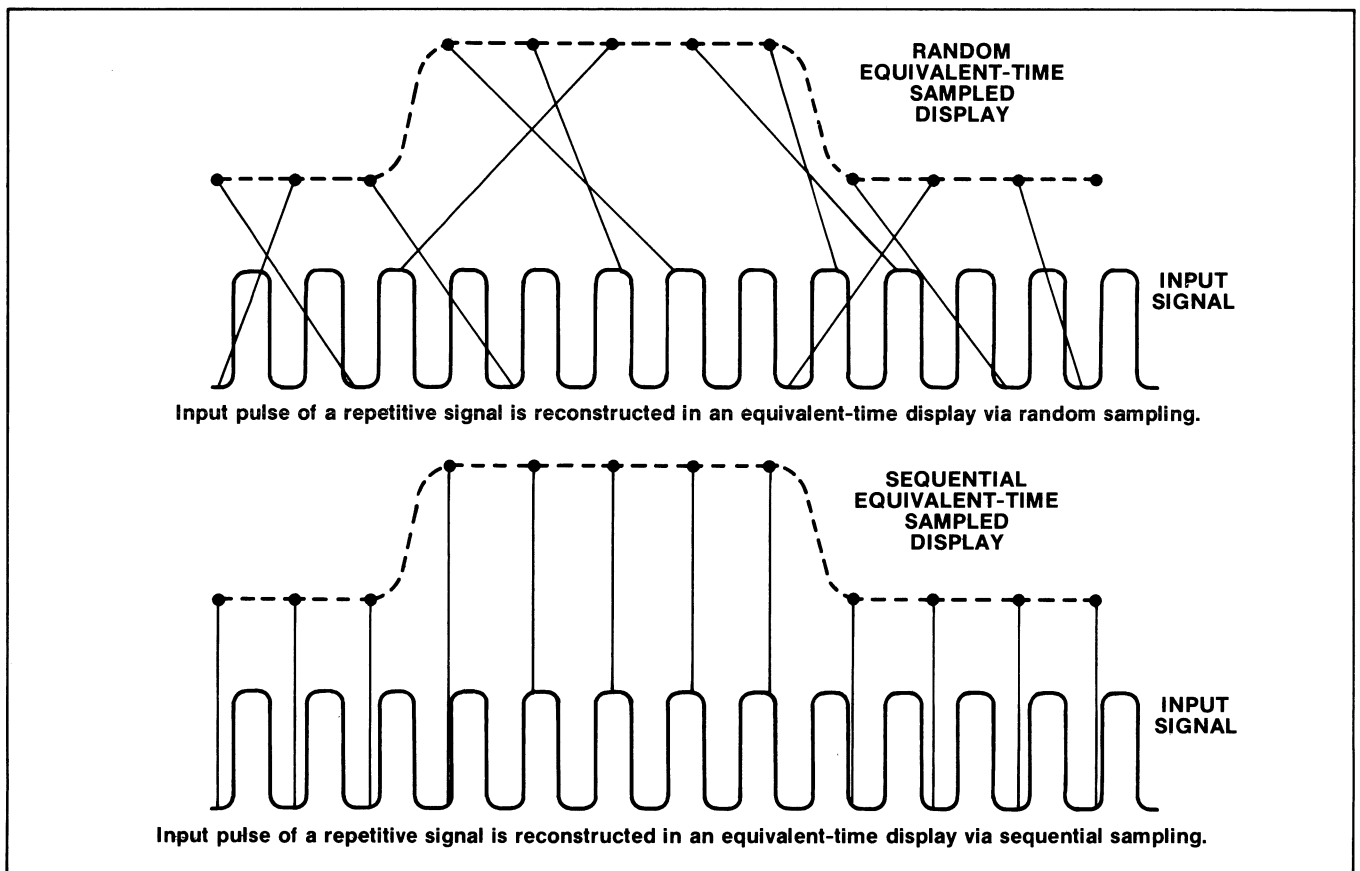 RANDOM
EQUIVALENT-TIME
SAMPLED
DISPLAY
INPUT
SIGNAL
Input pulse of a repetitive signal is reconstructed in an equivalent-time display via random sampling.
SEQUENTIAL
EQUIVALENT-TIME
SAMPLED
DISPLAY
INPUT
SIGNAL
Input pulse of a repetitive signal is reconstructed in an equivalent-time display via sequential sampling.